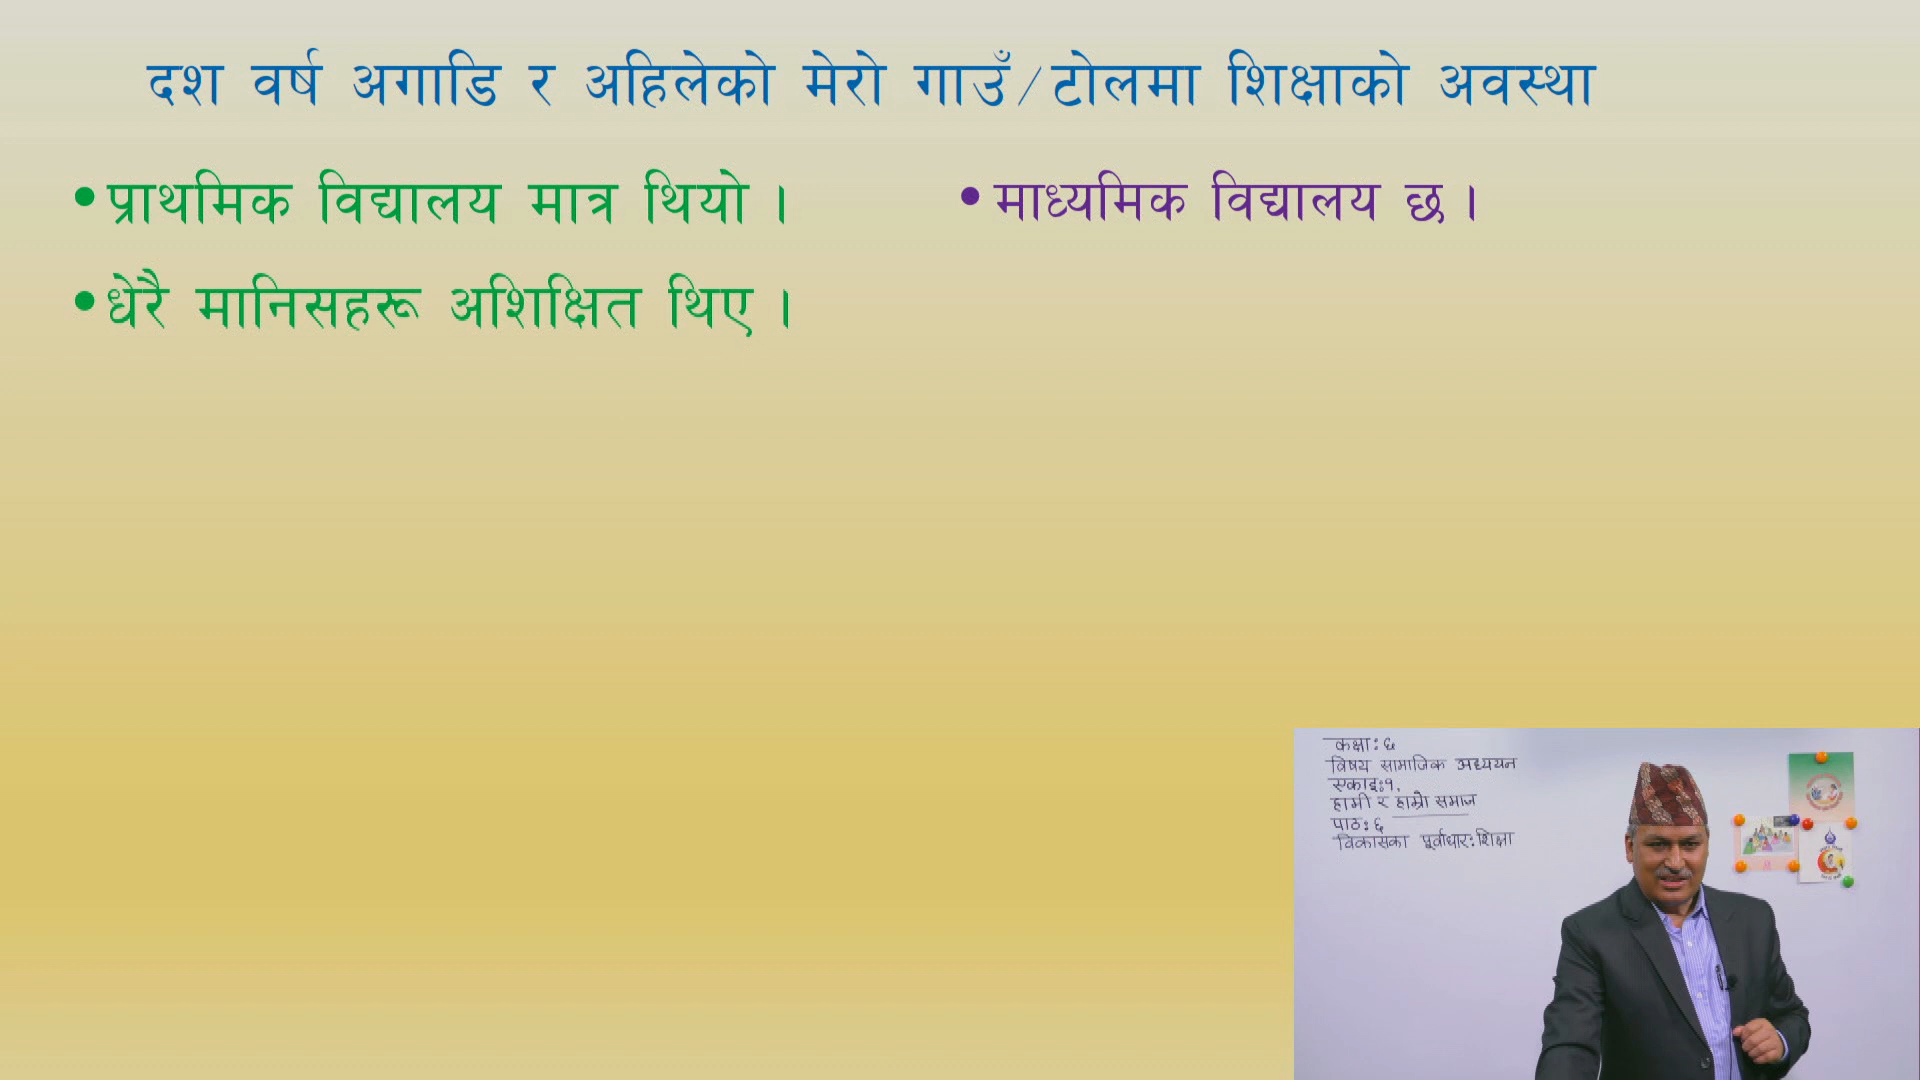 दश वर्ष अगाडि र अहिलेको मेरो गाउँ/टोलमा शिक्षाको अवस्था
•प्राथमिक विद्यालय मात्र थियो ।
•धेरै मानिसहरू अशिक्षित थिए ।
•माध्यमिक विद्यालय छ ।
कक्षा: ६
विषय सामाजिक अध्ययन
एकाइ:१,
हामी र हाम्रो समाज
पाठ: ६
विकासका पूर्वाधार: शिक्षा